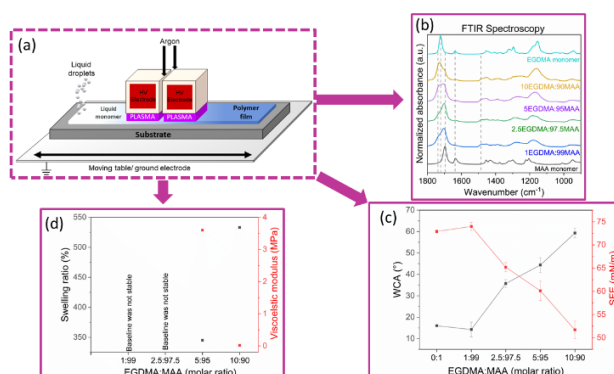 (a)
Argon
Liquid
droplets
HV
Electrode
HV
Electrode
Liquid
monomer
PLASMA
PLASMA
Polymer
film
Substrate
Moving table/ ground electrode
(b)
FTIR Spectroscopy
Normalized absorbance (a.u.)
EGDMA monomer
10EGDMA:90MAA
5EGDMA:95MAA
2.5EGDMA:97.5MAA
1EGDMA:99MAA
MAA monomer
1800 1600 1400 1200 1000
Wavenumber (cm-1)
(d)
Swelling ratio (%)
550
500
450
400
350
Baseline was not stable
Baseline was not stable
Viscoelstic modulus (MPa)
4
3
2
1
0
1:99 2.5:97.5 5:95 10:90
EGDMA:MAA (molar ratio)
(c)
WCA (°)
70
60
50
40
30
20
10
SFE (mN/m)
75
70
65
60
55
50
0:1 1:99 2.5:97.5 5:95 10:90
EGDMA:MAA (molar ratio)